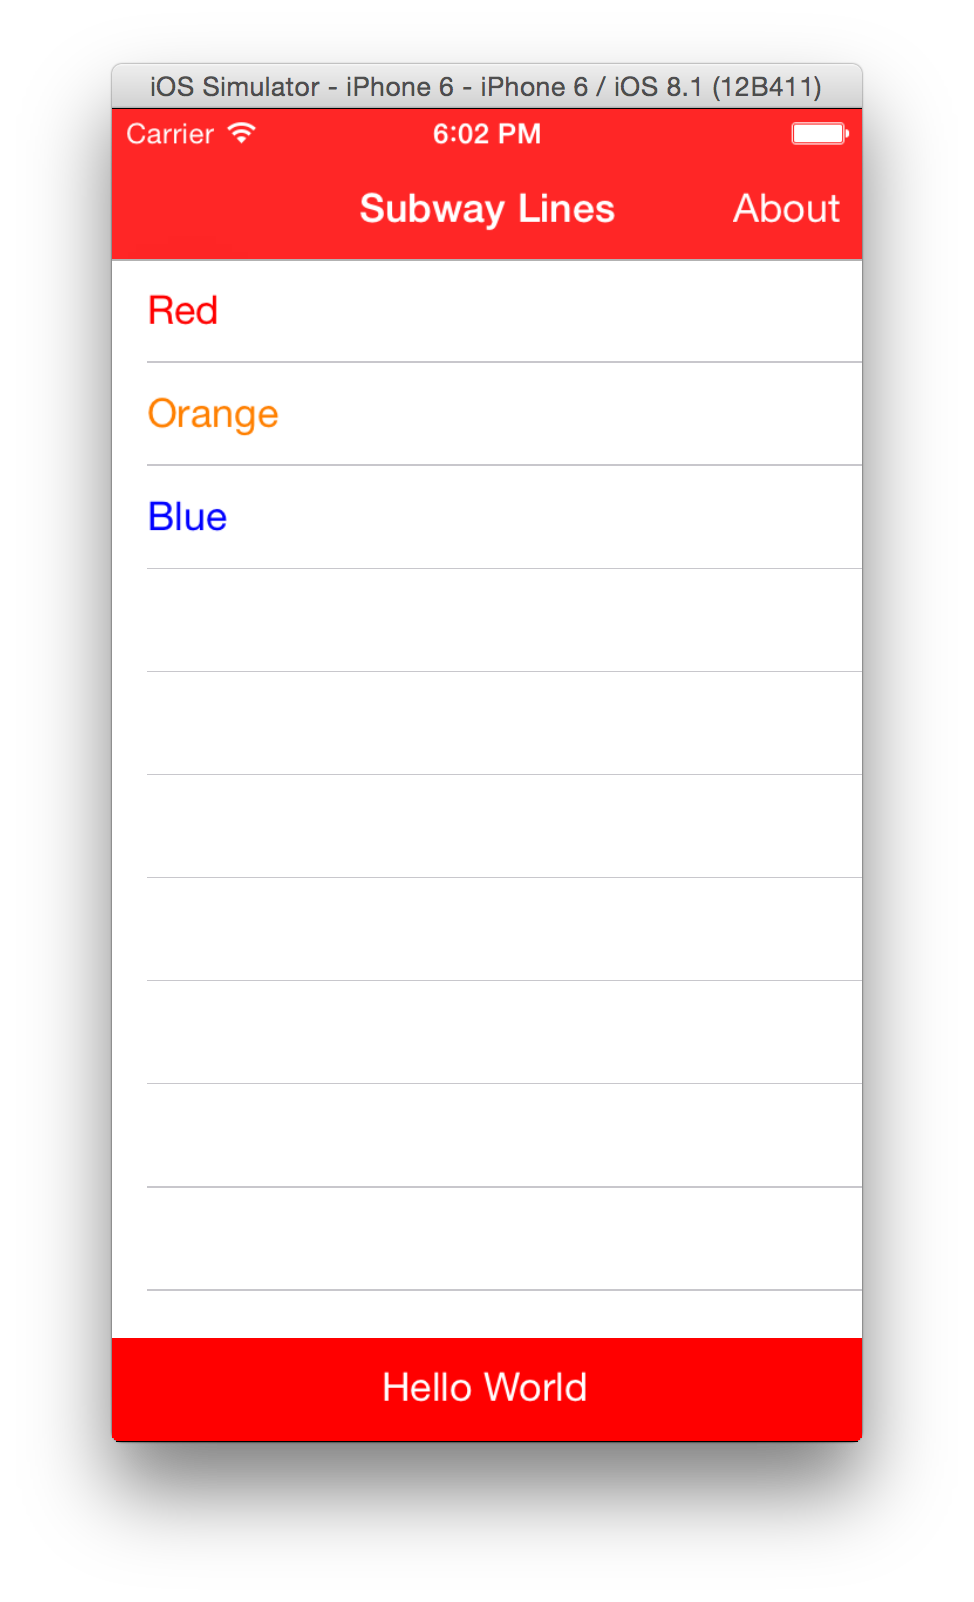 iOS Simulator - iPhone 6 - iPhone 6 / iOS 8.1 (12B411)
Carrier 6:02 PM
Subway Lines About
Red
Orange
Blue
Hello World